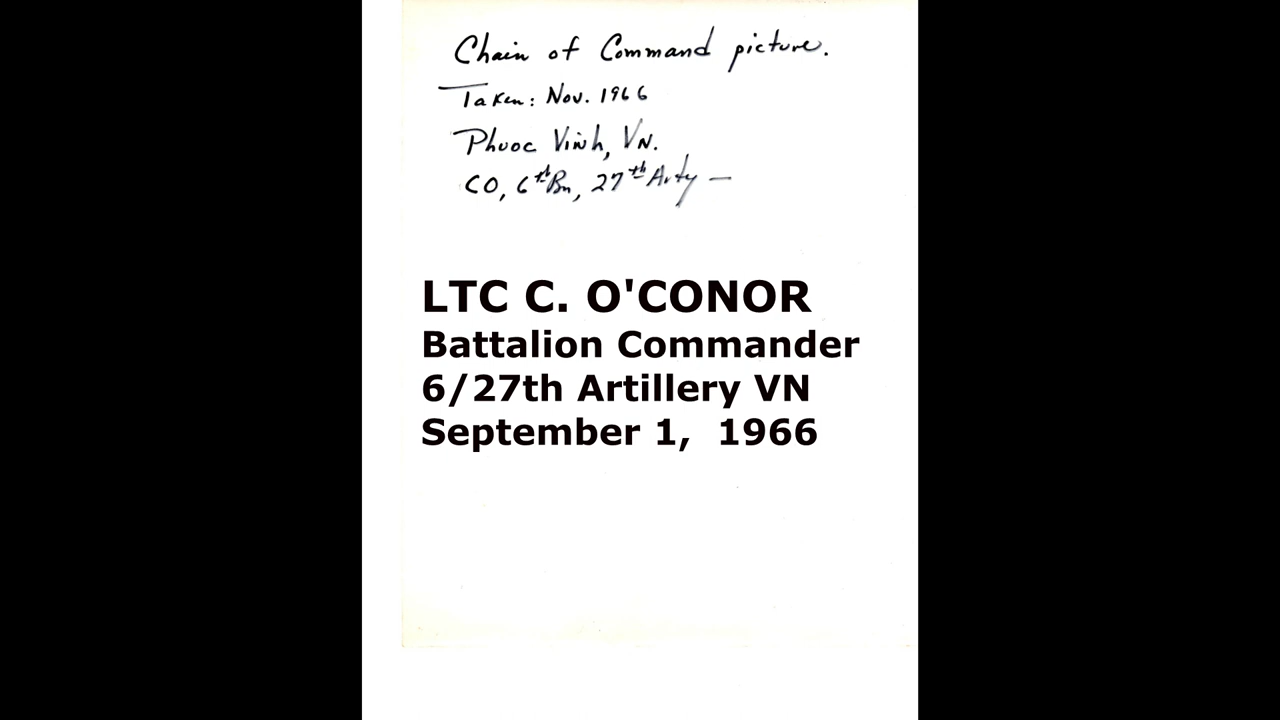 Chain of Command picture.
Taken: Nov. 1966
Phuoc Vinh, VN.
CO, 6th Bn, 27th Arty —
LTC C. O'CONOR
Battalion Commander
6/27th Artillery VN
September 1, 1966